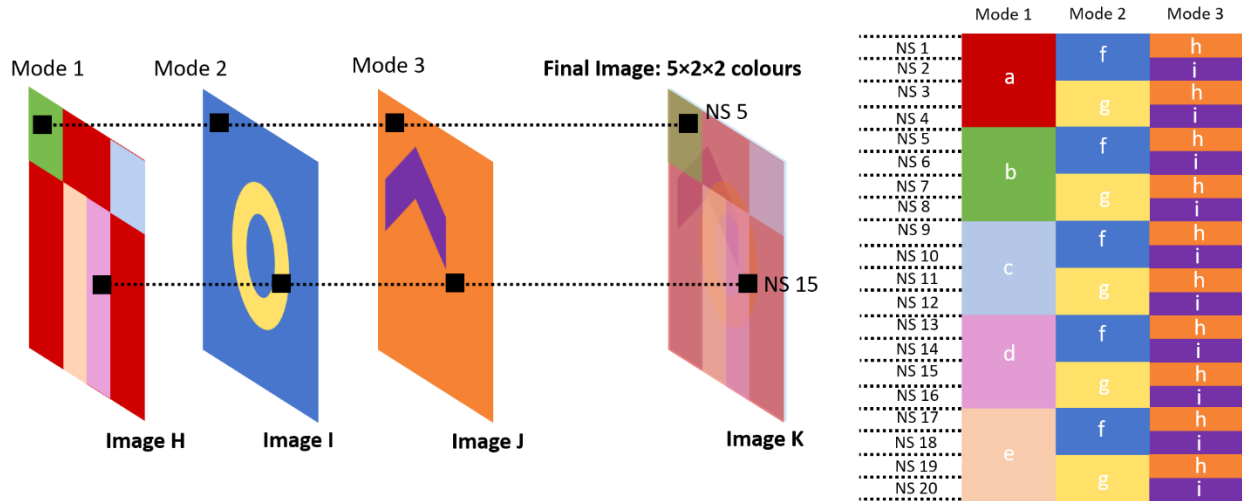 Mode 1
Mode 2
Mode 3
Final Image: 5×2×2 colours
NS 5
NS 15
Image H
Image I
Image J
Image K
Mode 1 Mode 2 Mode 3
NS 1
NS 2
NS 3
NS 4
NS 5
NS 6
NS 7
NS 8
NS 9
NS 10
NS 11
NS 12
NS 13
NS 14
NS 15
NS 16
NS 17
NS 18
NS 19
NS 20
a
b
c
d
e
f
g
f
g
f
g
f
g
f
g
h
i
h
i
h
i
h
i
h
i
h
i
h
i
h
i
h
i
h
i